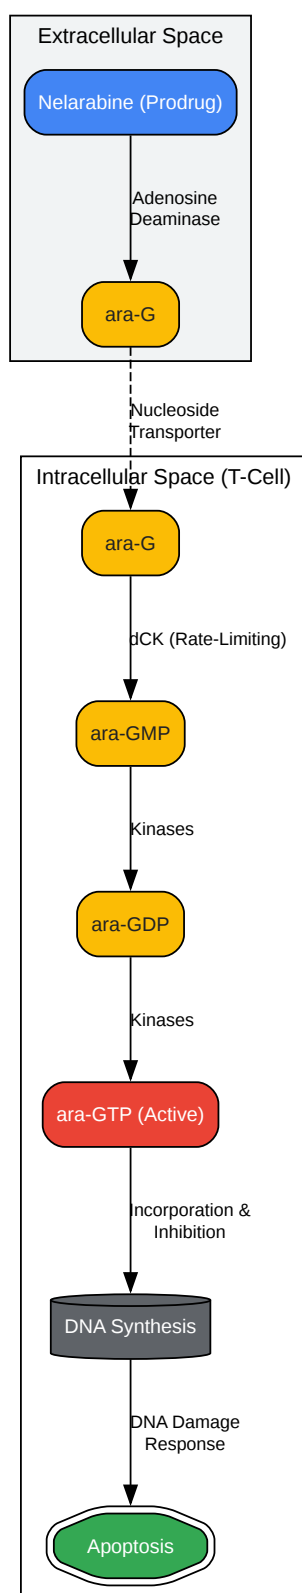 Extracellular Space
Nelarabine (Prodrug)
Adenosine
Deaminase
ara-G
Nucleoside
Transporter
Intracellular Space (T-Cell)
ara-G
dCK (Rate-Limiting)
ara-GMP
Kinases
ara-GDP
Kinases
ara-GTP (Active)
Incorporation &
Inhibition
DNA Synthesis
DNA Damage
Response
Apoptosis